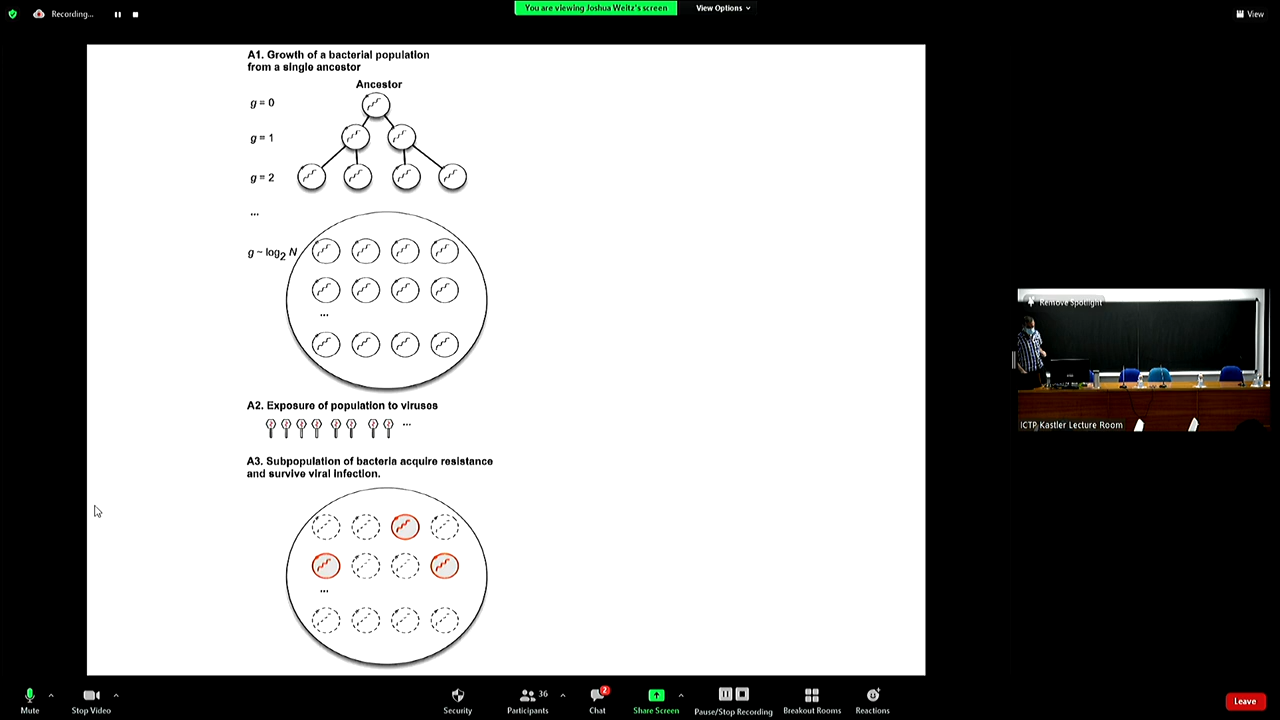 Recording...
You are viewing Joshua Weitz's screen
View Options
View
A1. Growth of a bacterial population
from a single ancestor
Ancestor
g = 0
g = 1
g = 2
...
g ~ log2 N
...
A2. Exposure of population to viruses
...
A3. Subpopulation of bacteria acquire resistance
and survive viral infection.
...
Remove Spotlight
ICTP Kastler Lecture Room
Mute
Stop Video
Security
Participants
36
Chat
2
Share Screen
Pause/Stop Recording
Breakout Rooms
Reactions
Leave